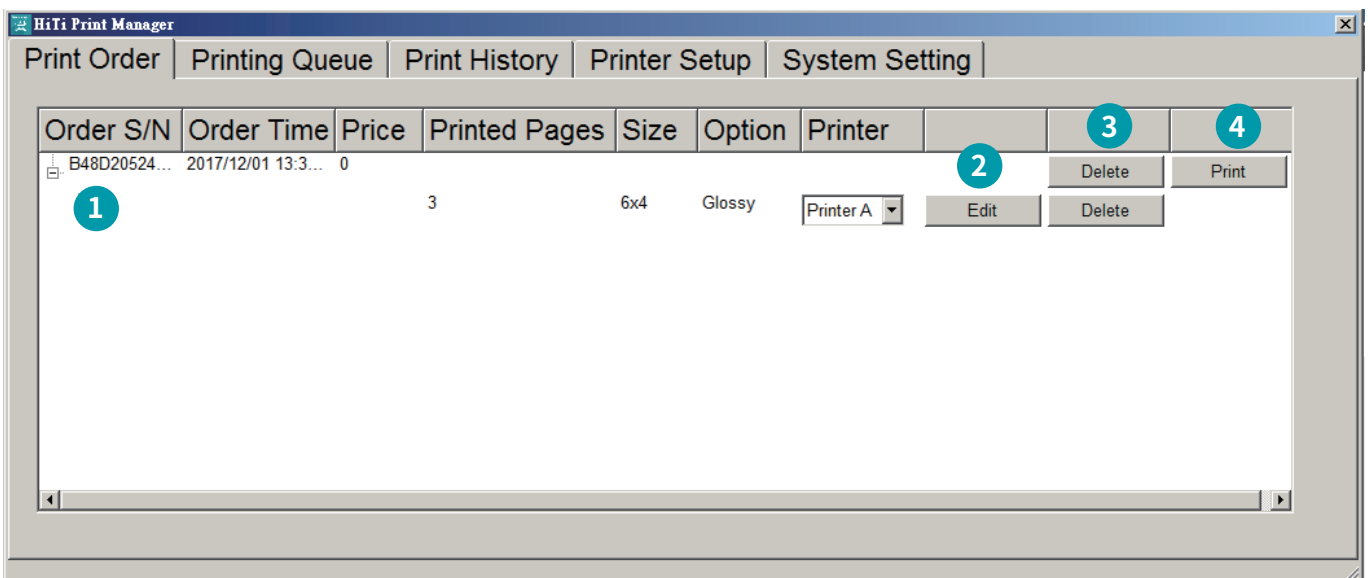 HiTi Print Manager
Print Order Printing Queue Print History Printer Setup System Setting
Order S/N Order Time Price Printed Pages Size Option Printer 3 4
B48D20524... 2017/12/01 13:3... 0 2 Delete Print
1 3 6x4 Glossy Printer A Edit Delete